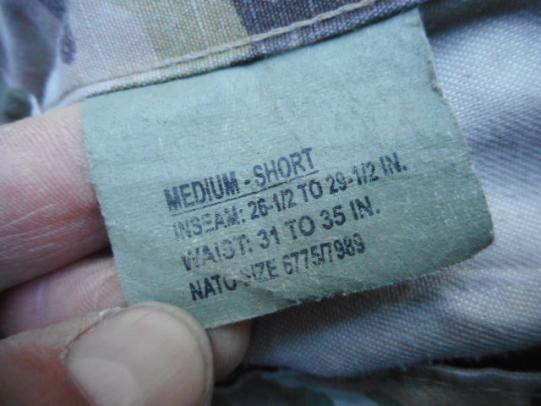 MEDIUM - SHORT
INSEAM: 26-1/2 TO 29-1/2 IN.
WAIST: 31 TO 35 IN.
NATO SIZE 6775/7989